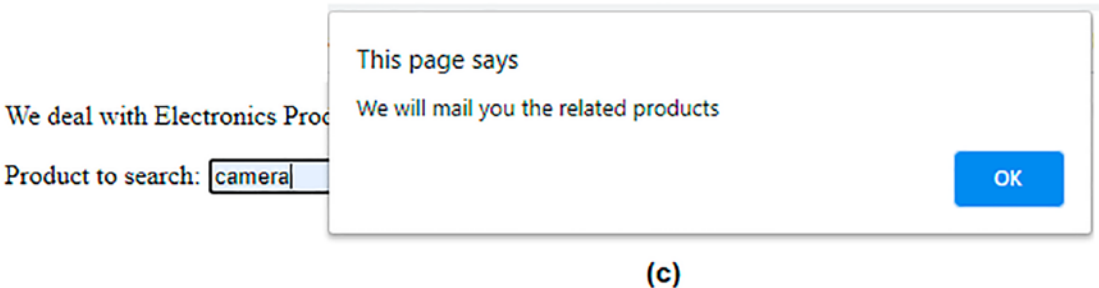 This page says
We will mail you the related products
We deal with Electronics Prod
Product to search: camera
OK
(c)